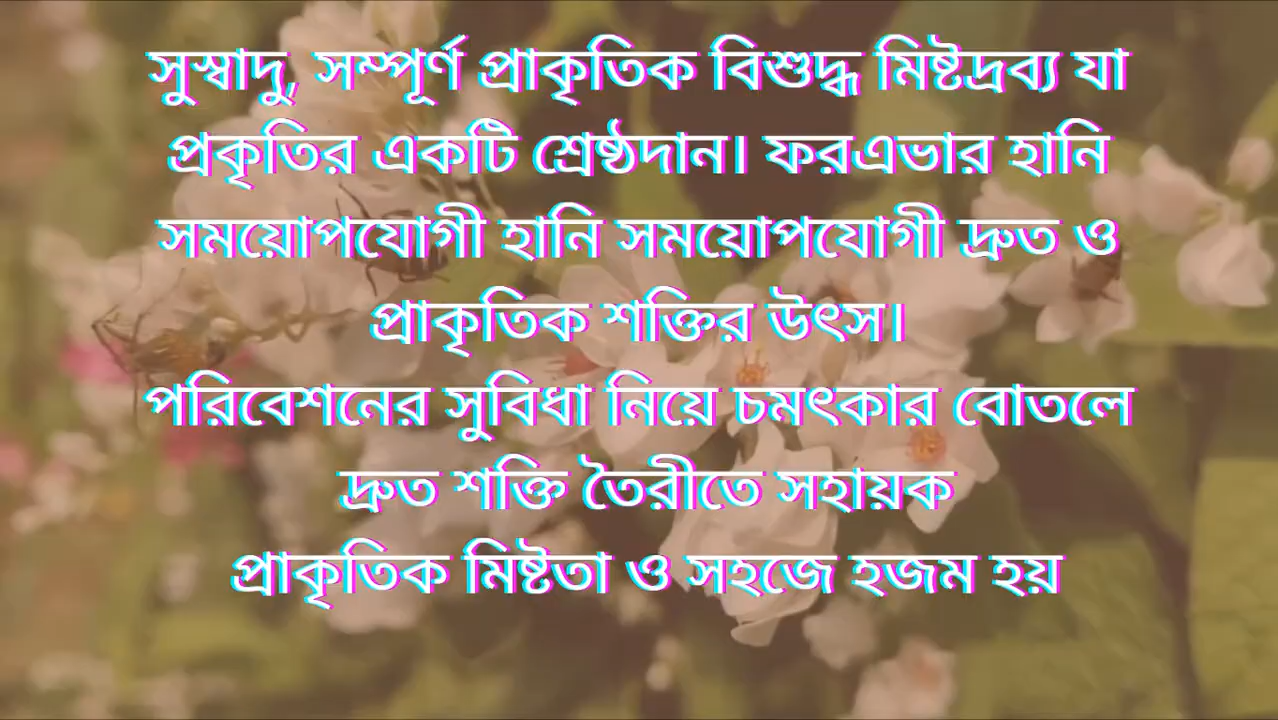 সুস্বাদু, সম্পূর্ণ প্রাকৃতিক বিশুদ্ধ মিষ্টদ্রব্য যা
প্রকৃতির একটি শ্রেষ্ঠদান। ফরএভার হানি
সময়োপযোগী হানি সময়োপযোগী দ্রুত ও
প্রাকৃতিক শক্তির উৎস।
পরিবেশনের সুবিধা নিয়ে চমৎকার বোতলে
দ্রুত শক্তি তৈরীতে সহায়ক
প্রাকৃতিক মিষ্টতা ও সহজে হজম হয়